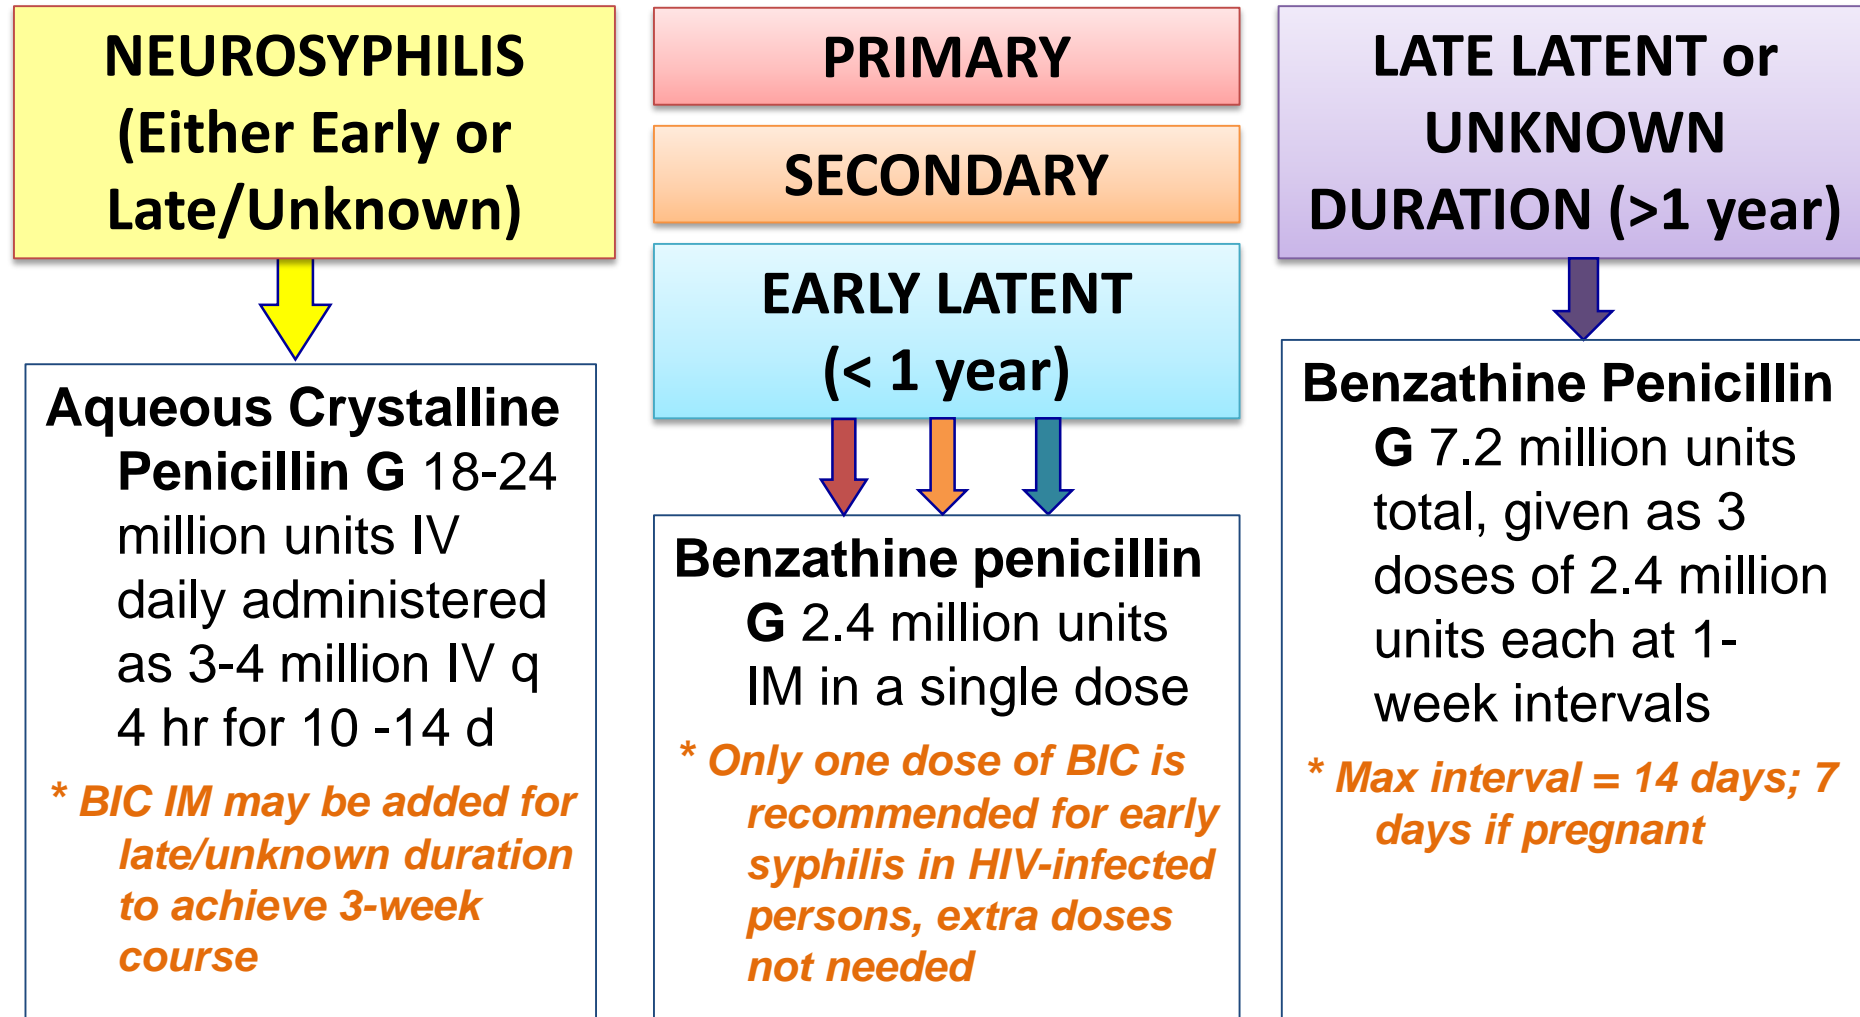 NEUROSYPHILIS
(Either Early or
Late/Unknown)
Aqueous Crystalline
Penicillin G 18-24
million units IV
daily administered
as 3-4 million IV q
4 hr for 10 -14 d
* BIC IM may be added for
late/unknown duration
to achieve 3-week
course
PRIMARY
SECONDARY
EARLY LATENT
(< 1 year)
Benzathine penicillin
G 2.4 million units
IM in a single dose
* Only one dose of BIC is
recommended for early
syphilis in HIV-infected
persons, extra doses
not needed
LATE LATENT or
UNKNOWN
DURATION (>1 year)
Benzathine Penicillin
G 7.2 million units
total, given as 3
doses of 2.4 million
units each at 1-
week intervals
* Max interval = 14 days; 7
days if pregnant